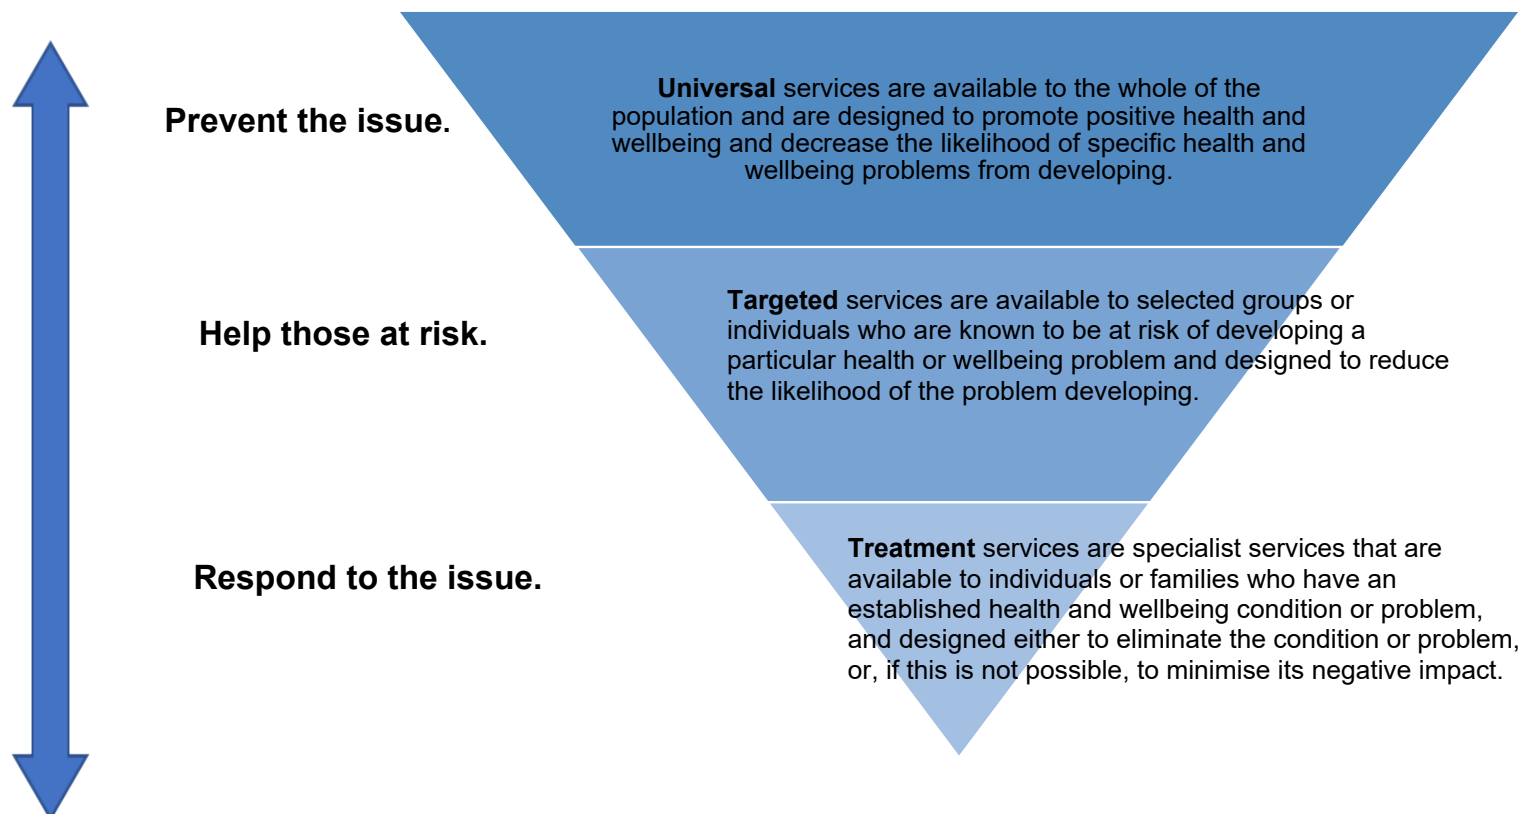 Prevent the issue.
Universal services are available to the whole of the
population and are designed to promote positive health and
wellbeing and decrease the likelihood of specific health and
wellbeing problems from developing.
Help those at risk.
Targeted services are available to selected groups or
individuals who are known to be at risk of developing a
particular health or wellbeing problem and designed to reduce
the likelihood of the problem developing.
Respond to the issue.
Treatment services are specialist services that are
available to individuals or families who have an
established health and wellbeing condition or problem,
and designed either to eliminate the condition or problem,
or, if this is not possible, to minimise its negative impact.